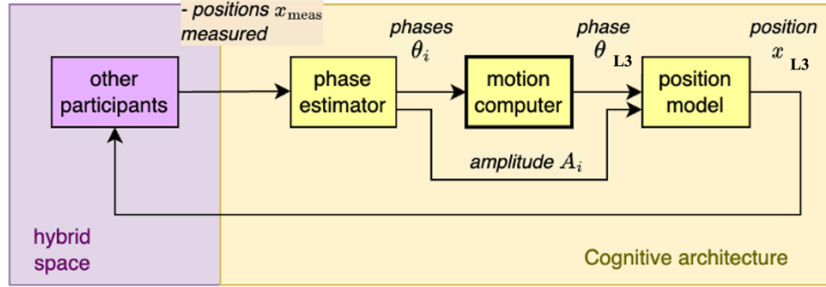 - positions x_meas
measured
phases
θ_i
phase
θ_L3
position
x_L3
other
participants
phase
estimator
motion
computer
position
model
amplitude A_i
hybrid
space
Cognitive architecture